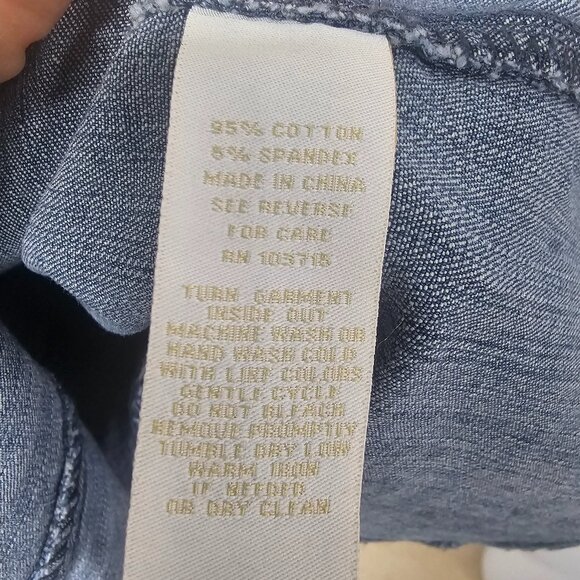 95% COTTON
5% SPANDEX
MADE IN CHINA
SEE REVERSE
FOR CARE
RN 103715
TURN GARMENT
INSIDE OUT
MACHINE WASH OR
HAND WASH COLD
WITH LIKE COLORS
GENTLE CYCLE
DO NOT BLEACH
REMOVE PROMPTLY
TUMBLE DRY LOW
WARM IRON
IF NEEDED
OR DRY CLEAN